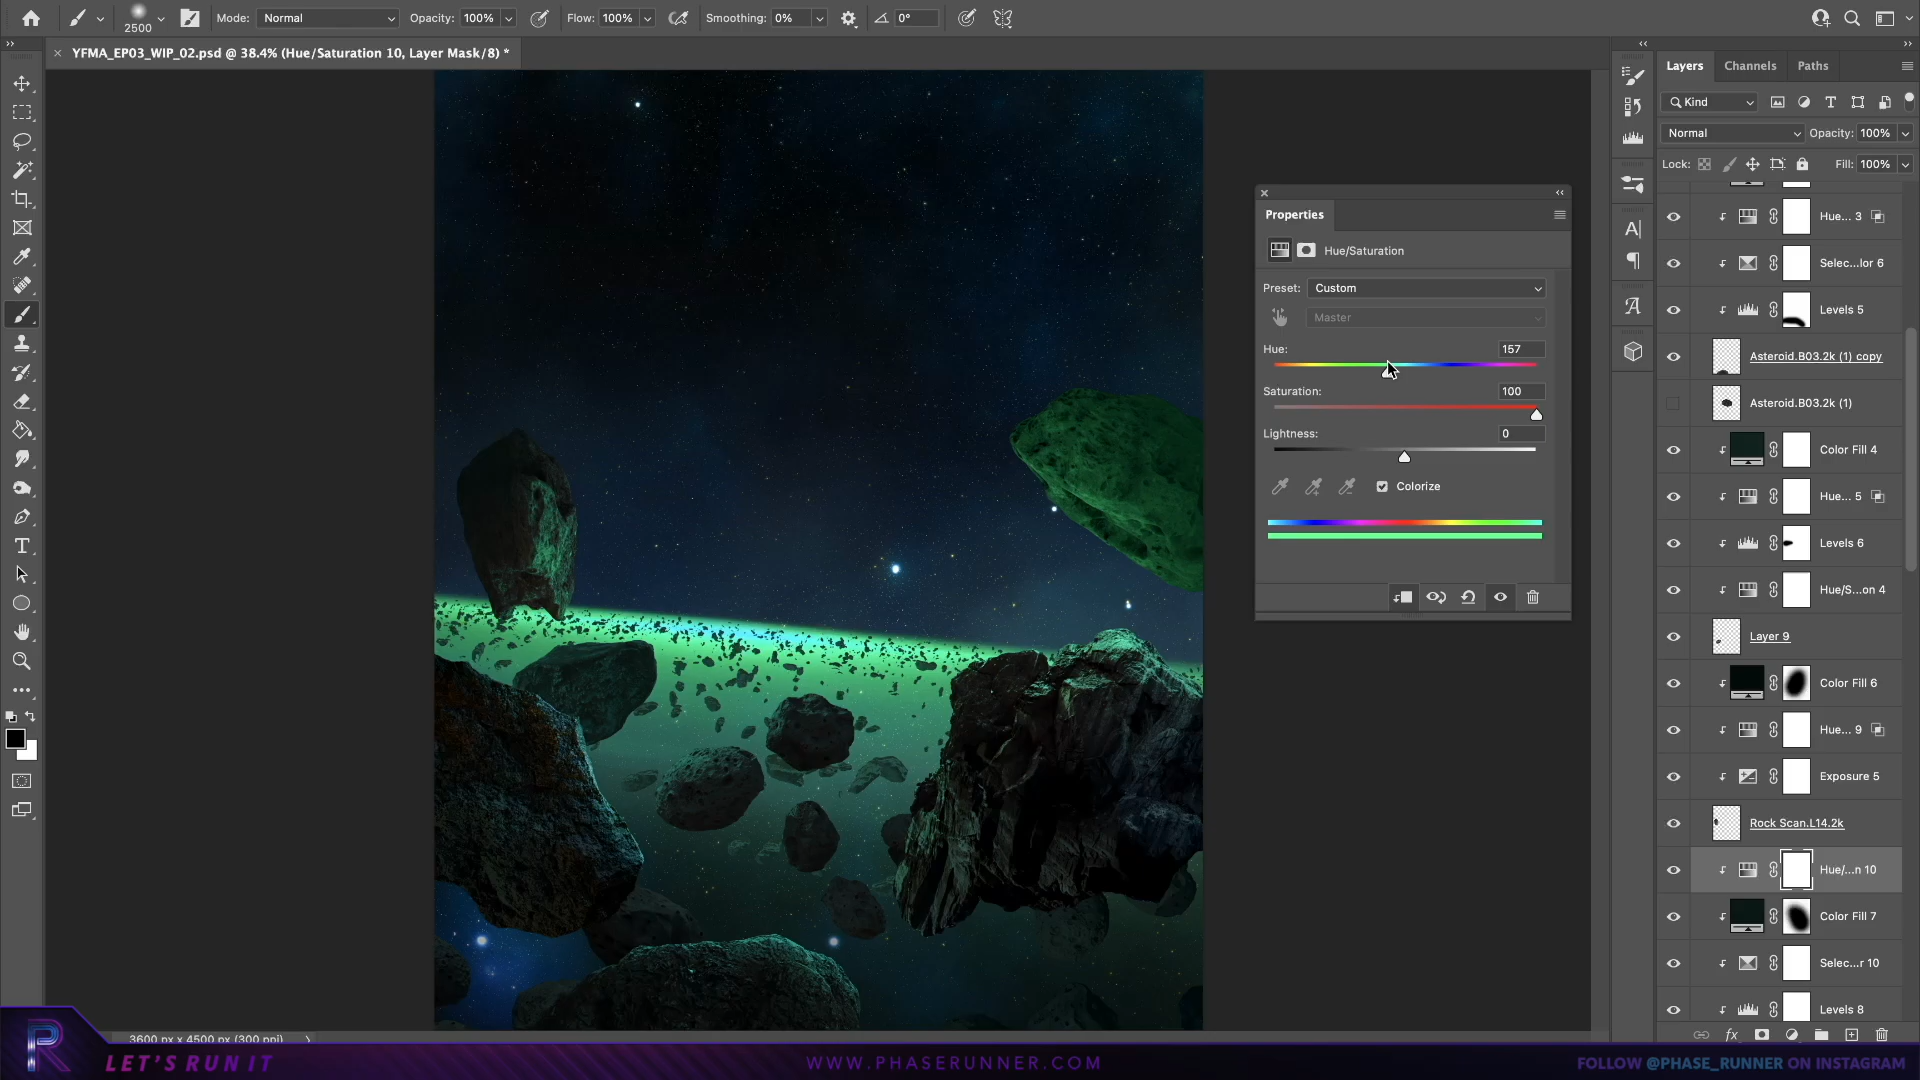 2500
Mode: Normal
Opacity: 100%
Flow: 100%
Smoothing: 0%
0°
YFMA_EP03_WIP_02.psd @ 38.4% (Hue/Saturation 10, Layer Mask/8) *
Properties
Hue/Saturation
Preset: Custom
Master
Hue: 157
Saturation: 100
Lightness: 0
Colorize
Layers
Channels
Paths
Kind
Normal
Opacity: 100%
Lock:
Fill: 100%
Hue... 3
Selec...lor 6
Levels 5
Asteroid.B03.2k (1) copy
Asteroid.B03.2k (1)
Color Fill 4
Hue... 5
Levels 6
Hue/S...on 4
Layer 9
Color Fill 6
Hue... 9
Exposure 5
Rock Scan.L14.2k
Hue/...n 10
Color Fill 7
Selec...r 10
Levels 8
fx
3600 px x 4500 px (300 ppi)
R
LET'S RUN IT
WWW.PHASERUNNER.COM
FOLLOW @PHASE_RUNNER ON INSTAGRAM